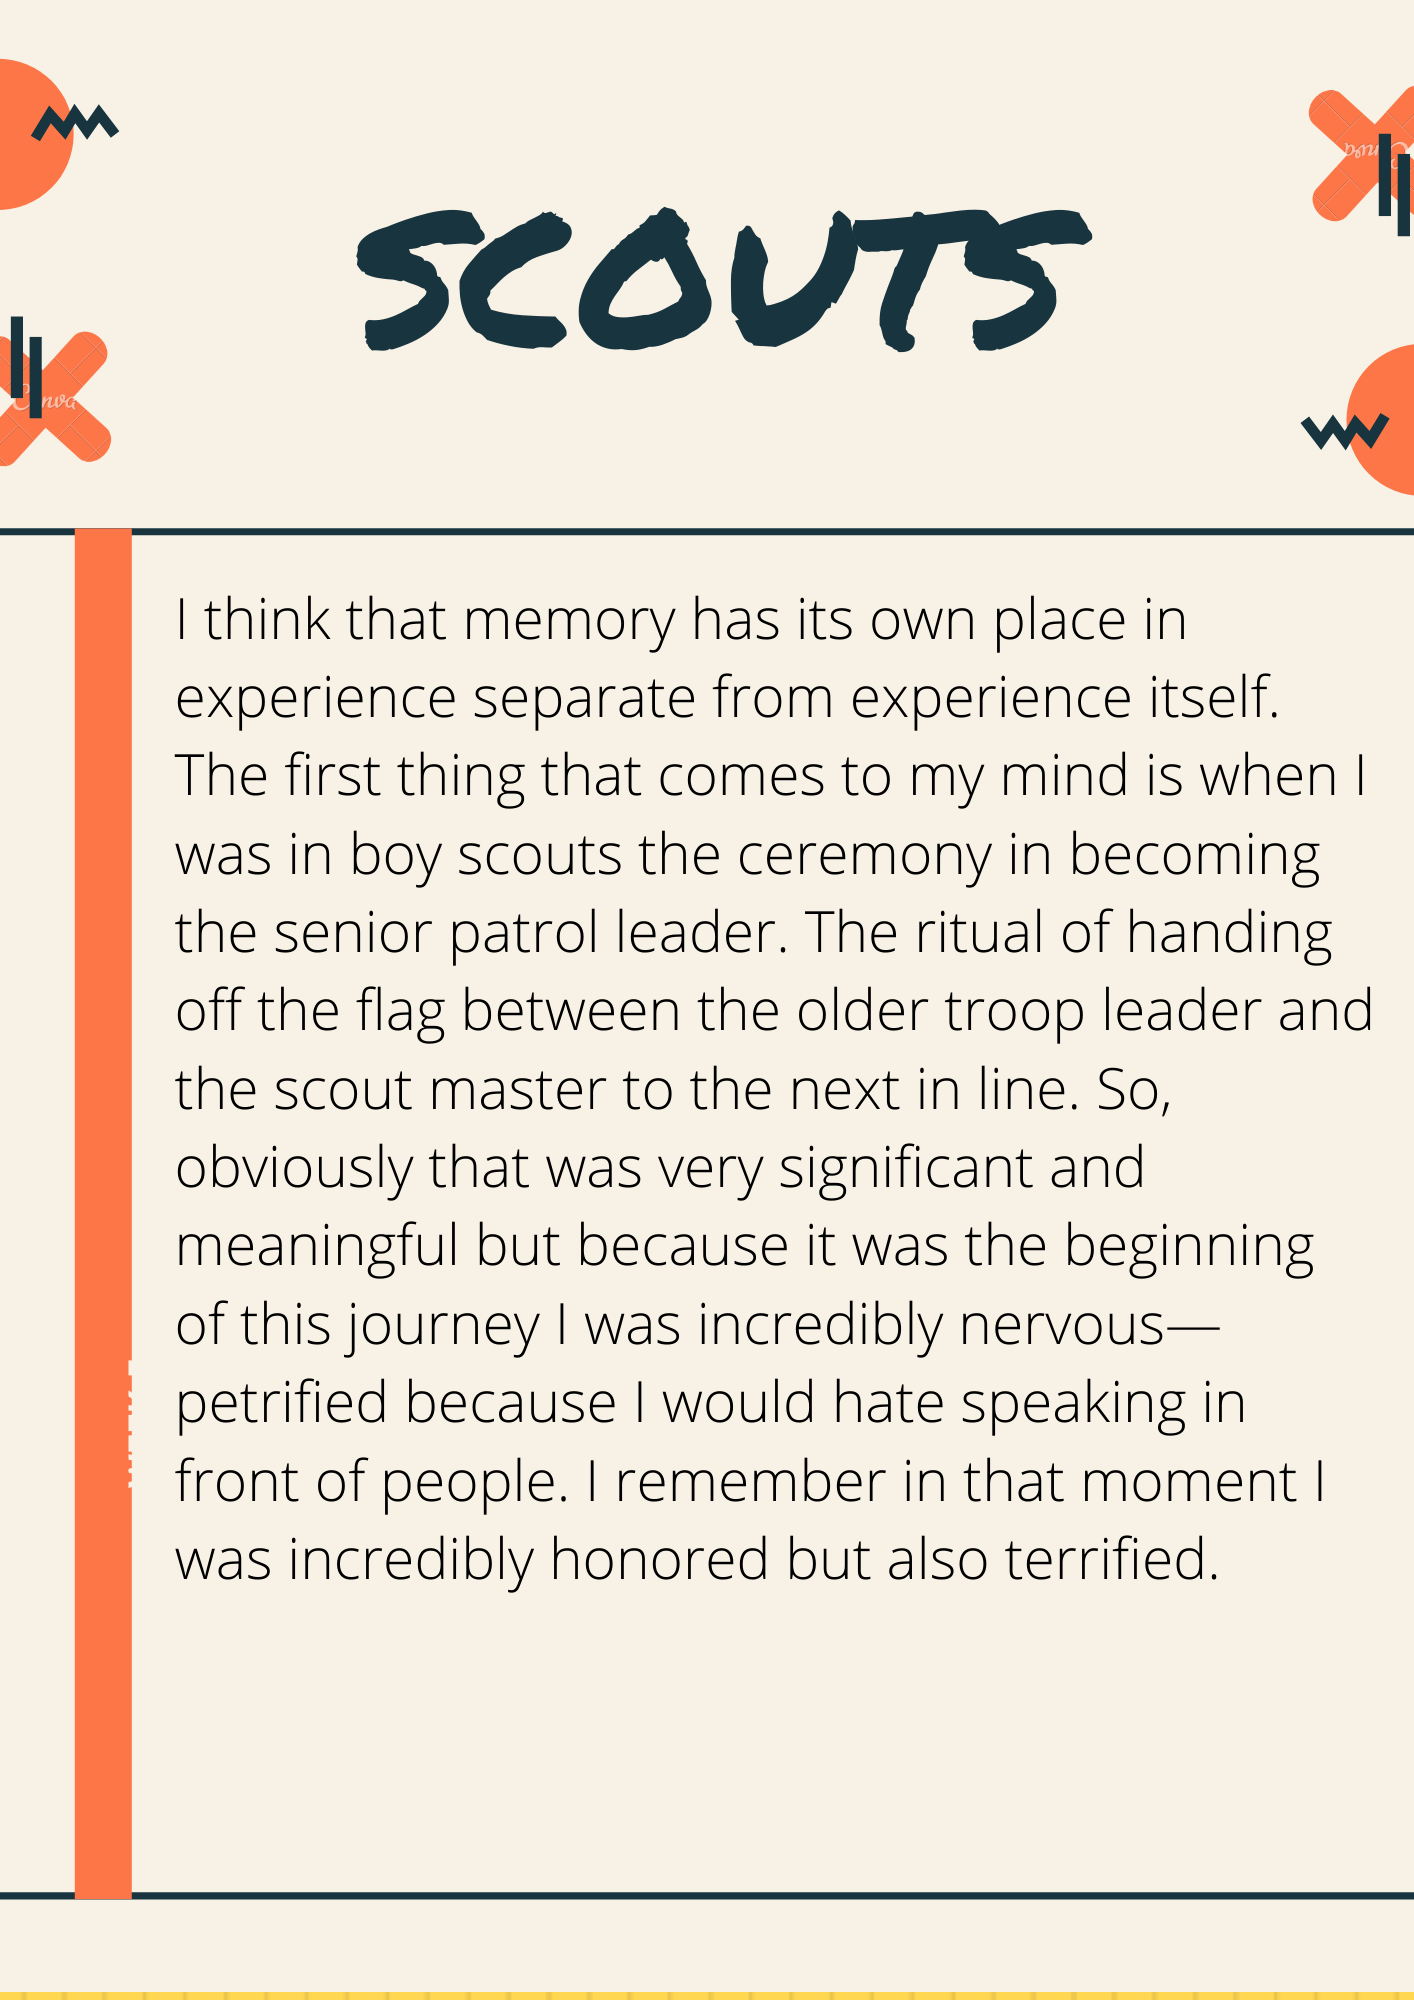 SCOUTS
I think that memory has its own place in
experience separate from experience itself.
The first thing that comes to my mind is when I
was in boy scouts the ceremony in becoming
the senior patrol leader. The ritual of handing
off the flag between the older troop leader and
the scout master to the next in line. So,
obviously that was very significant and
meaningful but because it was the beginning
of this journey I was incredibly nervous—
petrified because I would hate speaking in
front of people. I remember in that moment I
was incredibly honored but also terrified.